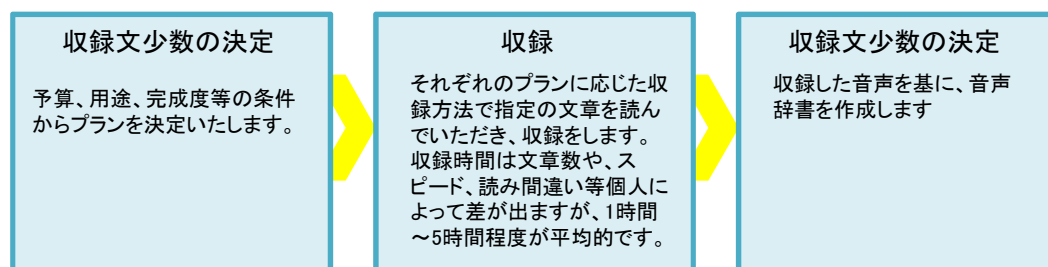 収録文少数の決定
予算、用途、完成度等の条件
からプランを決定いたします。
収録
それぞれのプランに応じた収
録方法で指定の文章を読ん
でいただき、収録をします。
収録時間は文章数や、ス
ピード、読み間違い等個人に
よって差が出ますが、1時間
～5時間程度が平均的です。
収録文少数の決定
収録した音声を基に、音声
辞書を作成します